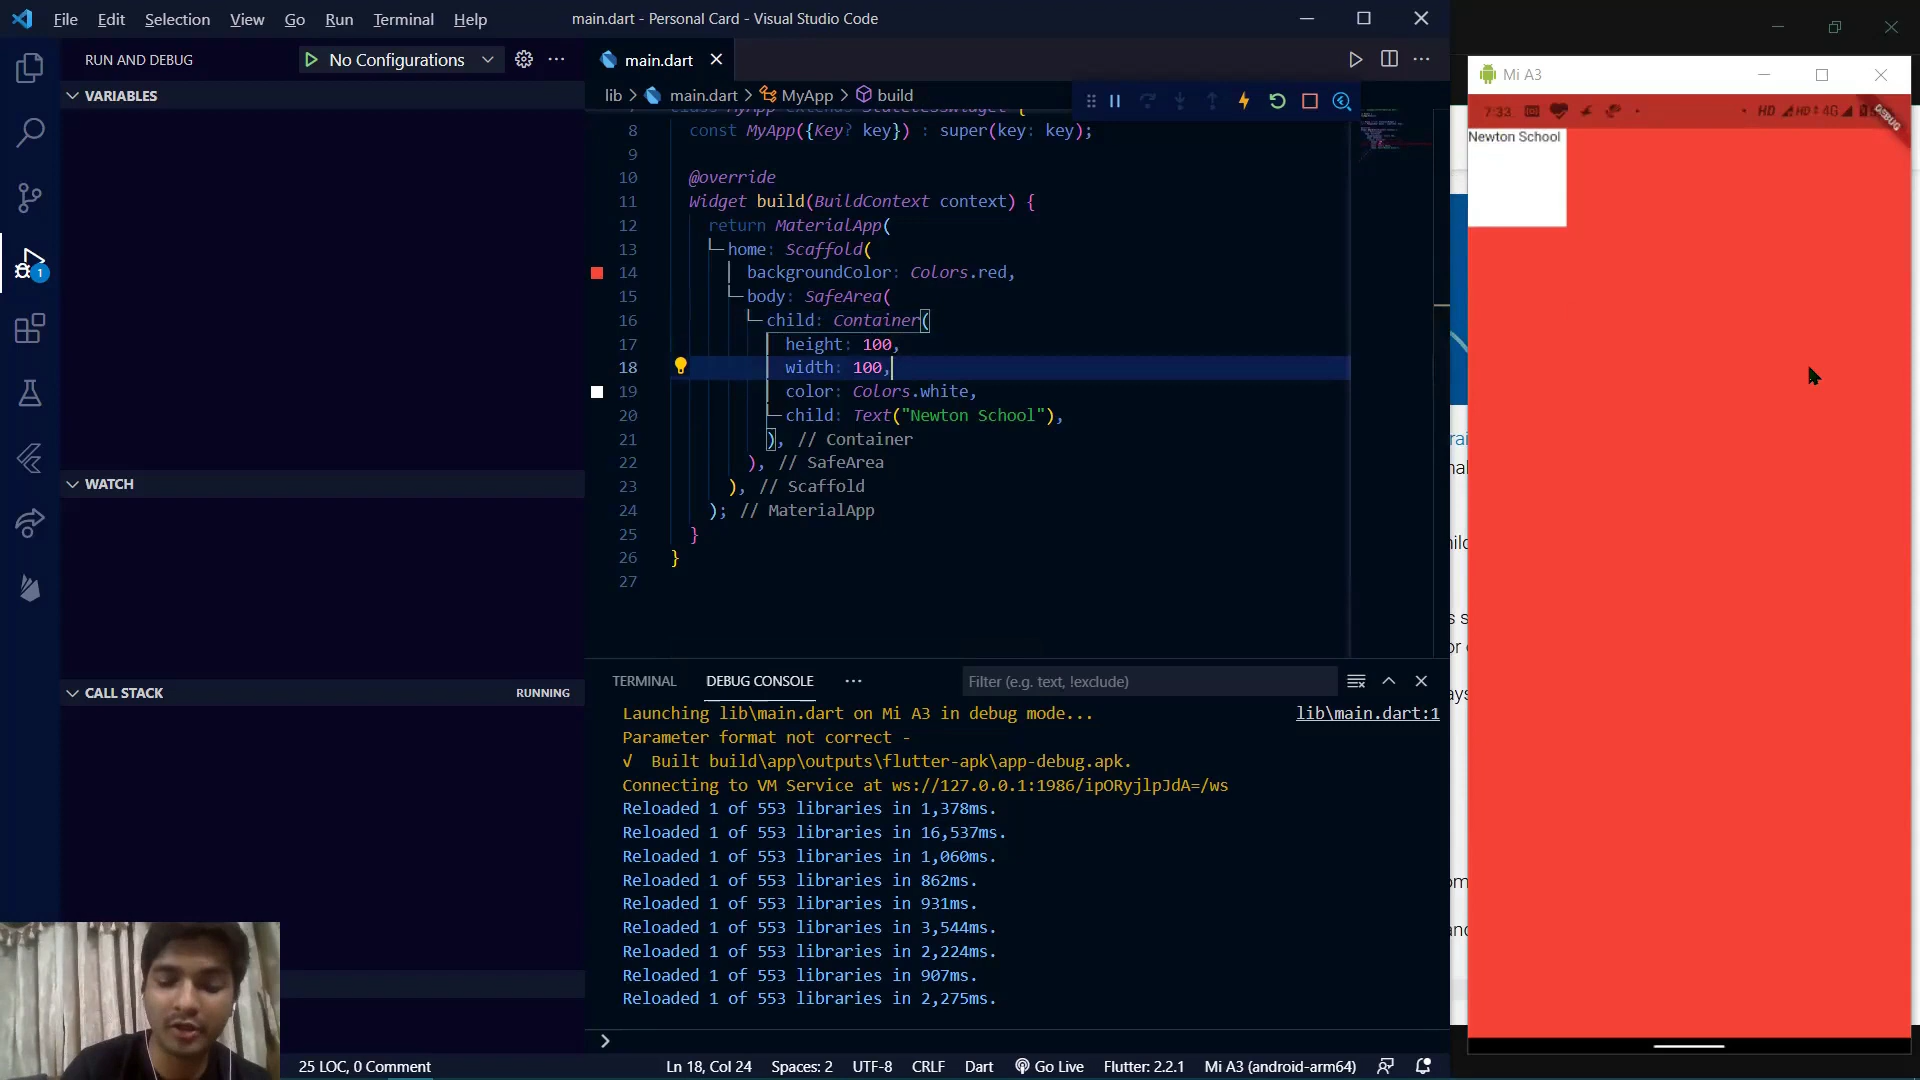 File Edit Selection View Go Run Terminal Help
main.dart - Personal Card - Visual Studio Code
RUN AND DEBUG
No Configurations
VARIABLES
WATCH
CALL STACK
RUNNING
1
main.dart
lib > main.dart > MyApp > build
8 const MyApp({Key? key}) : super(key: key);
9
10 @override
11 Widget build(BuildContext context) {
12 return MaterialApp(
13 home: Scaffold(
14 backgroundColor: Colors.red,
15 body: SafeArea(
16 child: Container(
17 height: 100,
18 width: 100,
19 color: Colors.white,
20 child: Text("Newton School"),
21 ), // Container
22 ), // SafeArea
23 ), // Scaffold
24 ); // MaterialApp
25 }
26 }
27
TERMINAL DEBUG CONSOLE
Filter (e.g. text, !exclude)
Launching lib\main.dart on Mi A3 in debug mode...
lib\main.dart:1
Parameter format not correct -
√ Built build\app\outputs\flutter-apk\app-debug.apk.
Connecting to VM Service at ws://127.0.0.1:1986/ipORyjlpJdA=/ws
Reloaded 1 of 553 libraries in 1,378ms.
Reloaded 1 of 553 libraries in 16,537ms.
Reloaded 1 of 553 libraries in 1,060ms.
Reloaded 1 of 553 libraries in 862ms.
Reloaded 1 of 553 libraries in 931ms.
Reloaded 1 of 553 libraries in 3,544ms.
Reloaded 1 of 553 libraries in 2,224ms.
Reloaded 1 of 553 libraries in 907ms.
Reloaded 1 of 553 libraries in 2,275ms.
25 LOC, 0 Comment
Ln 18, Col 24 Spaces: 2 UTF-8 CRLF Dart Go Live Flutter: 2.2.1 Mi A3 (android-arm64)
Mi A3
7:33
HD HD 4G
DEBUG
Newton School